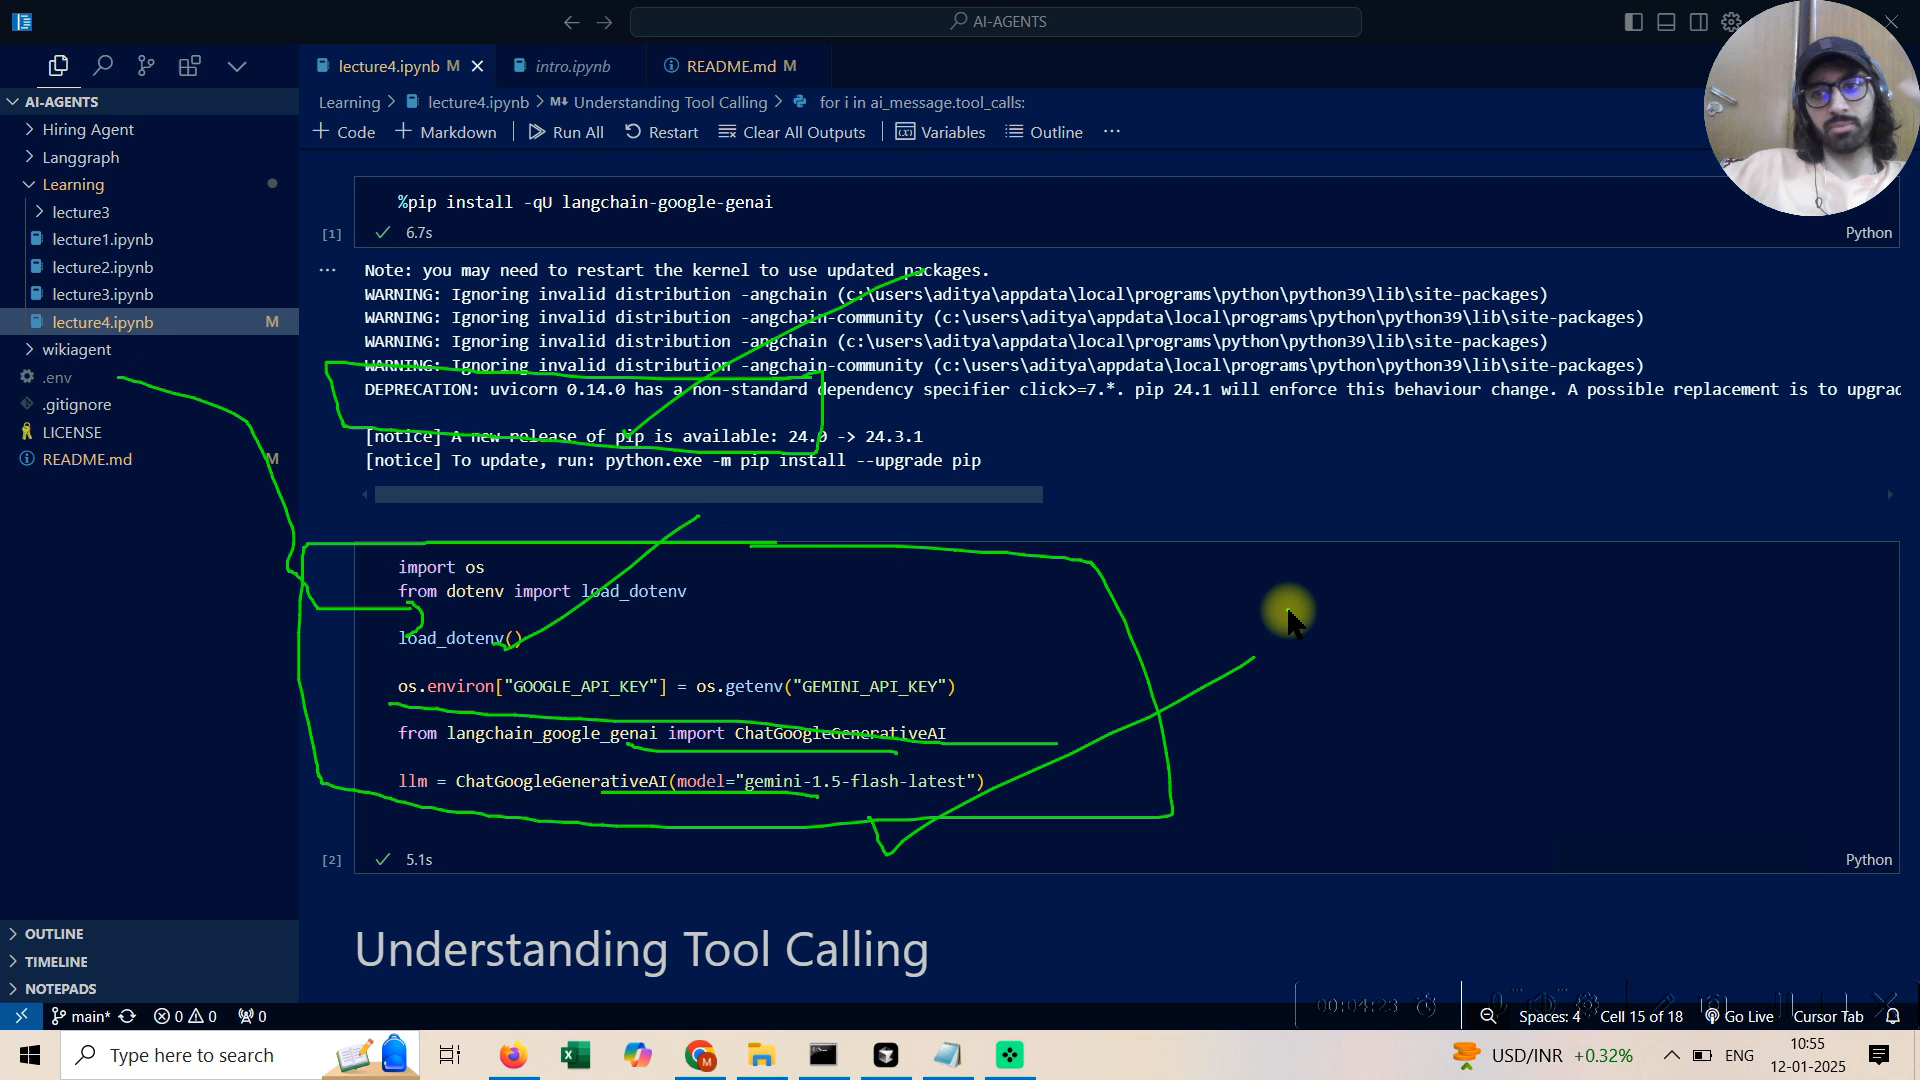 AI-AGENTS
lecture4.ipynb M
intro.ipynb
README.md M
AI-AGENTS
Hiring Agent
Langgraph
Learning
lecture3
lecture1.ipynb
lecture2.ipynb
lecture3.ipynb
lecture4.ipynb M
wikiagent
.env
.gitignore
LICENSE
README.md M
OUTLINE
TIMELINE
NOTEPADS
Learning > lecture4.ipynb > M Understanding Tool Calling > for i in ai_message.tool_calls:
+ Code + Markdown Run All Restart Clear All Outputs Variables Outline ...
%pip install -qU langchain-google-genai
[1] 6.7s Python
Note: you may need to restart the kernel to use updated packages.
WARNING: Ignoring invalid distribution -angchain (c:\users\aditya\appdata\local\programs\python\python39\lib\site-packages)
WARNING: Ignoring invalid distribution -angchain-community (c:\users\aditya\appdata\local\programs\python\python39\lib\site-packages)
WARNING: Ignoring invalid distribution -angchain (c:\users\aditya\appdata\local\programs\python\python39\lib\site-packages)
WARNING: Ignoring invalid distribution -angchain-community (c:\users\aditya\appdata\local\programs\python\python39\lib\site-packages)
DEPRECATION: uvicorn 0.14.0 has a non-standard dependency specifier click>=7.*. pip 24.1 will enforce this behaviour change. A possible replacement is to upgrad
[notice] A new release of pip is available: 24.0 -> 24.3.1
[notice] To update, run: python.exe -m pip install --upgrade pip
import os
from dotenv import load_dotenv
load_dotenv()
os.environ["GOOGLE_API_KEY"] = os.getenv("GEMINI_API_KEY")
from langchain_google_genai import ChatGoogleGenerativeAI
llm = ChatGoogleGenerativeAI(model="gemini-1.5-flash-latest")
[2] 5.1s Python
Understanding Tool Calling
00:04:23
main* 0 0 0 Spaces: 4 Cell 15 of 18 Go Live Cursor Tab
Type here to search
USD/INR +0.32% ENG
10:55
12-01-2025